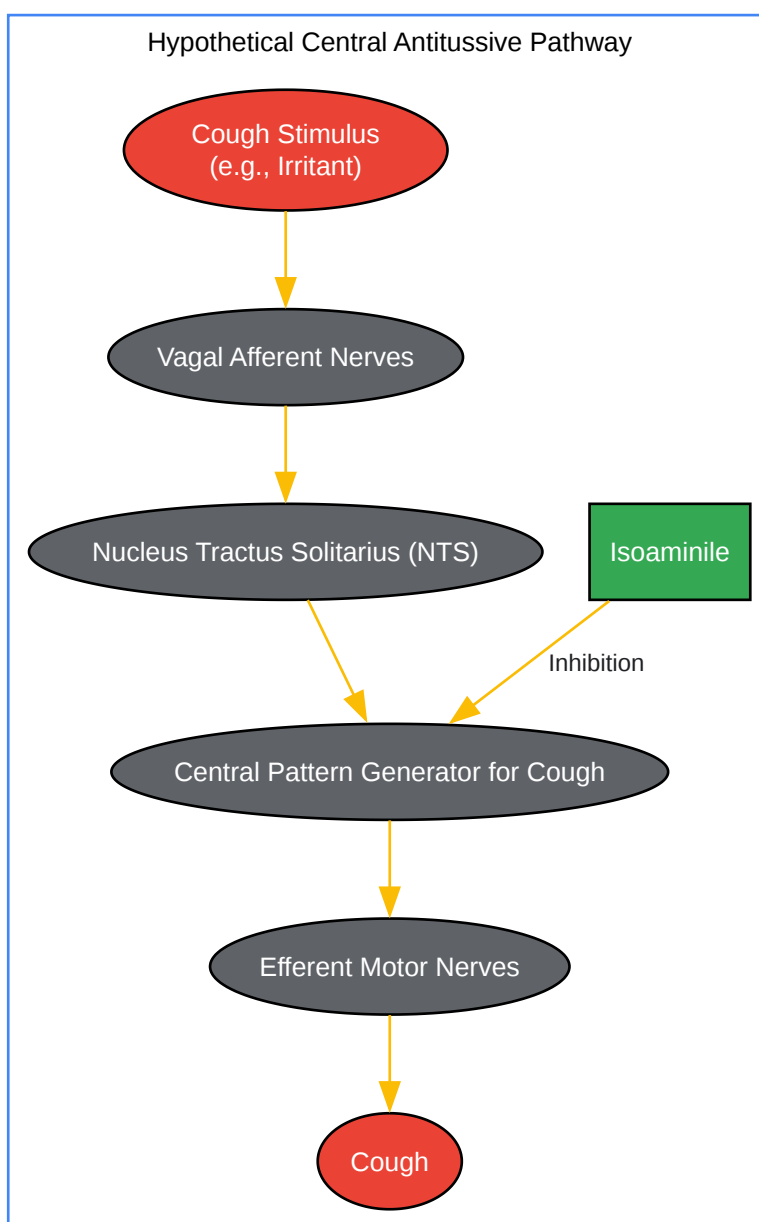 Hypothetical Central Antitussive Pathway
Cough Stimulus
(e.g., Irritant)
Vagal Afferent Nerves
Nucleus Tractus Solitarius (NTS)
Isoaminile
Inhibition
Central Pattern Generator for Cough
Efferent Motor Nerves
Cough